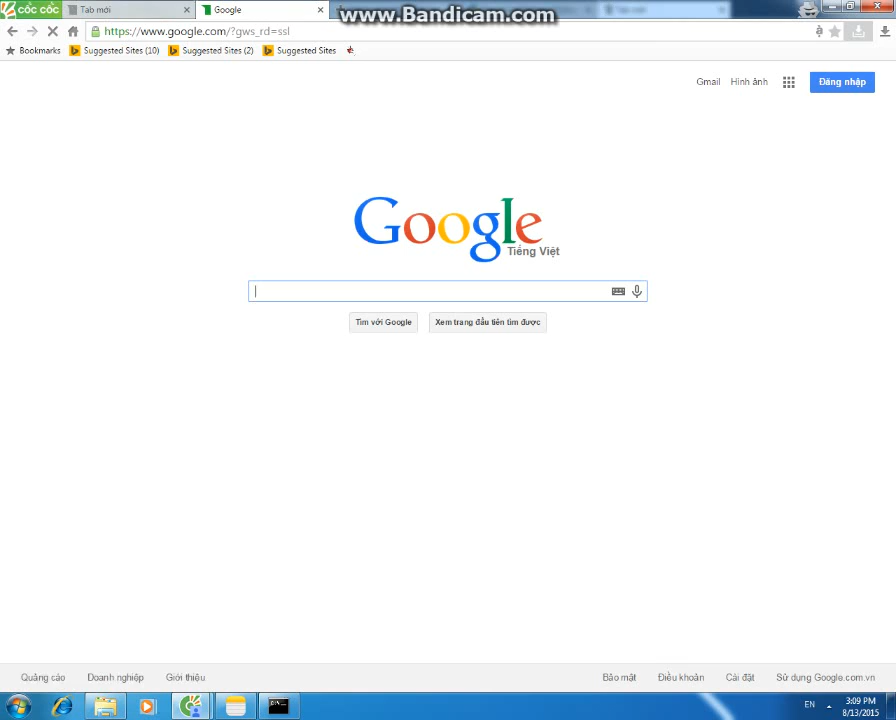 CỐC CỐC
Tab mới
Google
www.Bandicam.com
Tab mới
https://www.google.com/?gws_rd=ssl
Bookmarks
Suggested Sites (10)
Suggested Sites (2)
Suggested Sites
Gmail
Hình ảnh
Đăng nhập
Google
Tiếng Việt
Tìm với Google
Xem trang đầu tiên tìm được
Quảng cáo
Doanh nghiệp
Giới thiệu
Bảo mật
Điều khoản
Cài đặt
Sử dụng Google.com.vn
EN
3:09 PM
8/13/2015